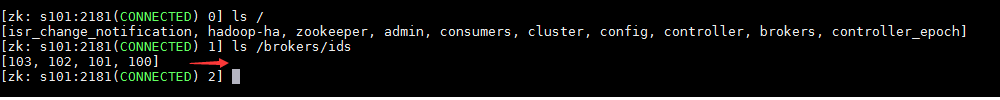 [zk: s101:2181(CONNECTED) 0] ls /
[isr_change_notification, hadoop-ha, zookeeper, admin, consumers, cluster, config, controller, brokers, controller_epoch]
[zk: s101:2181(CONNECTED) 1] ls /brokers/ids
[103, 102, 101, 100]
[zk: s101:2181(CONNECTED) 2]